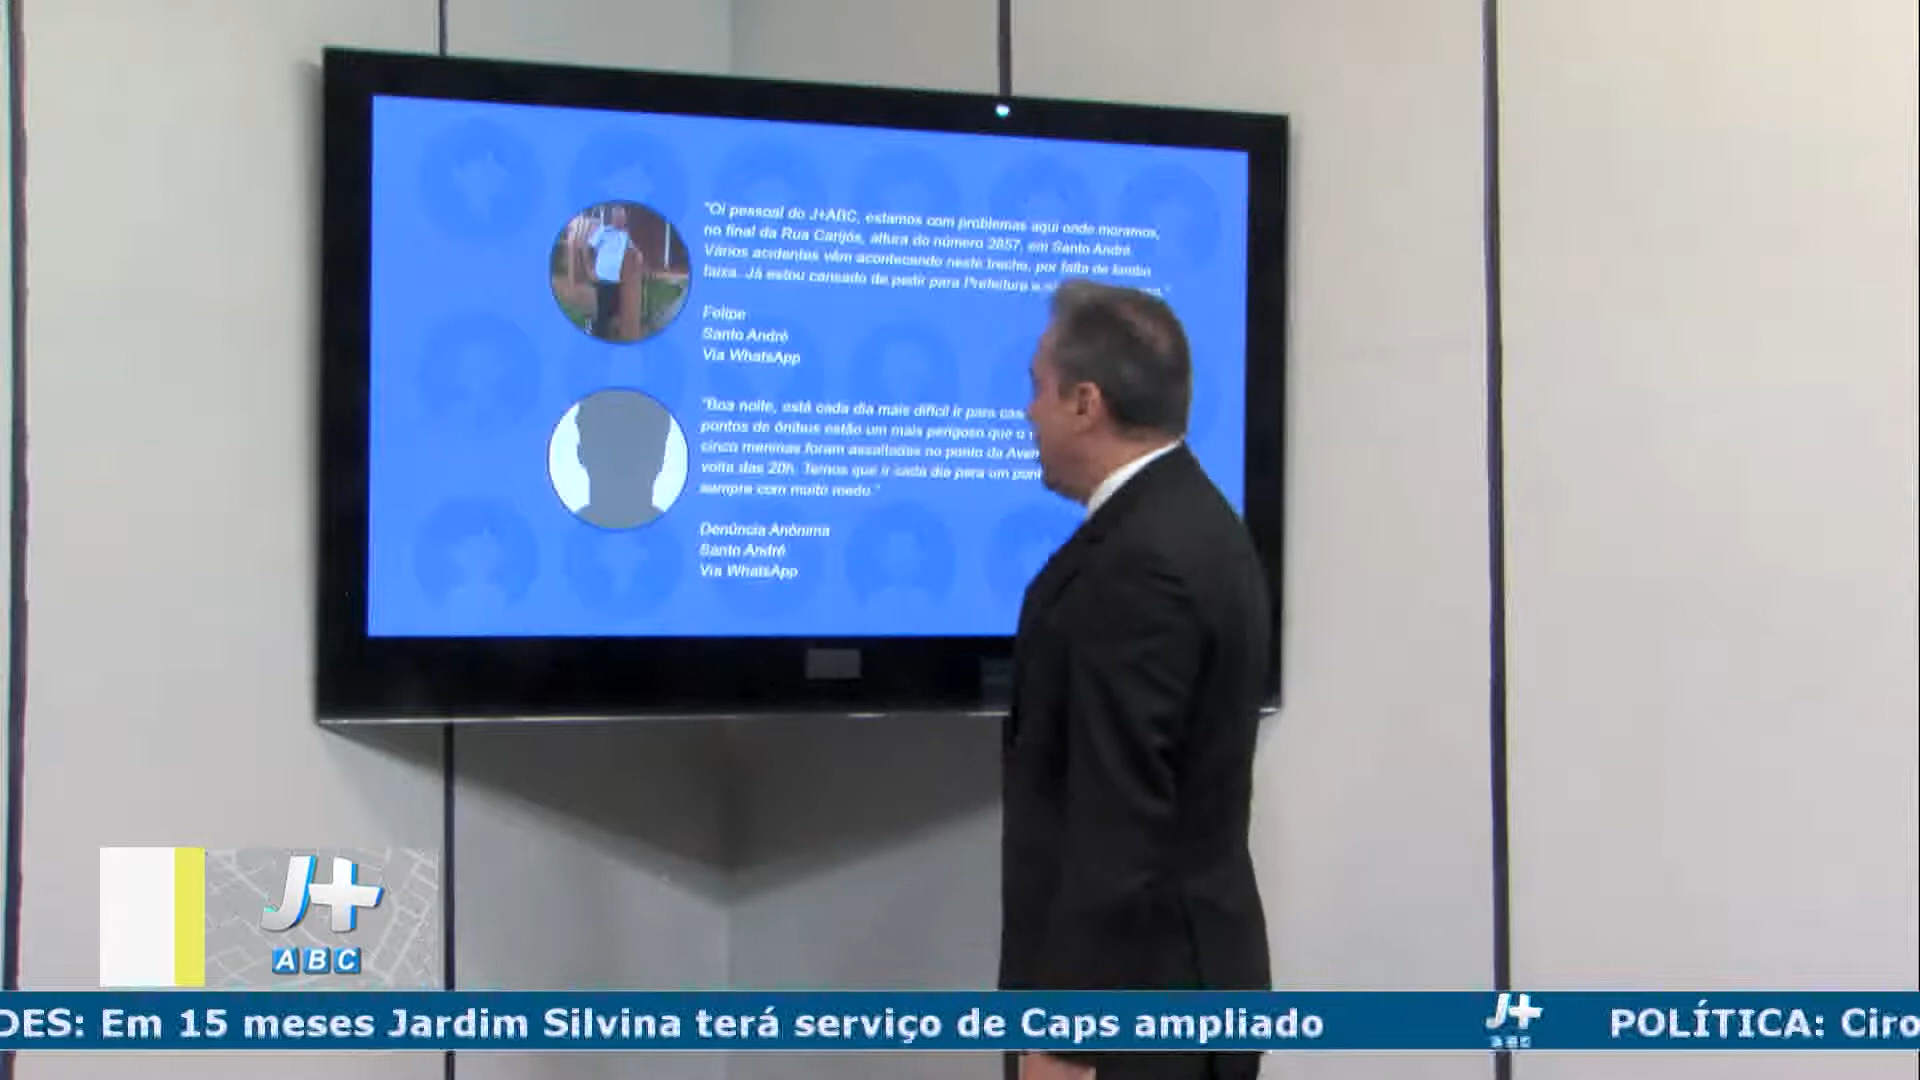 "Oi pessoal do J+ABC, estamos com problemas aqui onde moramos,
no final da Rua Carijós, altura do número 2857, em Santo André.
Vários acidentes vêm acontecendo neste trecho, por falta de
faixa. Já estou cansado de pedir para Prefeitura e
Felipe
Santo André
Via WhatsApp
"Boa noite, está cada dia mais difícil ir para
pontos de ônibus estão um mais perigoso que o
cinco meninas foram assaltadas no ponto da
volta das 20h. Temos que ir cada dia para um
sempre com muito medo."
Denúncia Anônima
Santo André
Via WhatsApp
J+
ABC
DES: Em 15 meses Jardim Silvina terá serviço de Caps ampliado J+ ABC POLÍTICA: Ciro